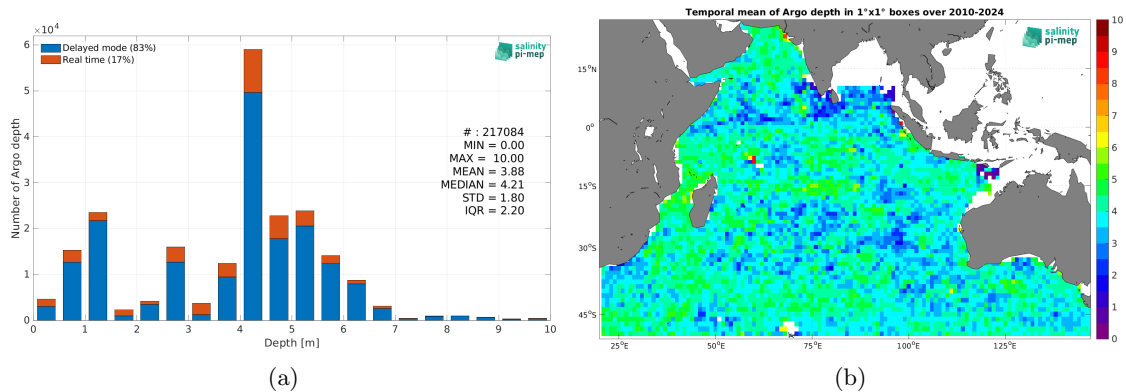 ×10⁴
6
5
4
3
2
1
0
Number of Argo depth
Delayed mode (83%)
Real time (17%)
salinity
pi-mep
# : 217084
MIN = 0.00
MAX = 10.00
MEAN = 3.88
MEDIAN = 4.21
STD = 1.80
IQR = 2.20
0 1 2 3 4 5 6 7 8 9 10
Depth [m]
(a)
Temporal mean of Argo depth in 1°x1° boxes over 2010-2024
salinity
pi-mep
15°N
0°
15°S
30°S
45°S
25°E 50°E 75°E 100°E 125°E
10
9
8
7
6
5
4
3
2
1
0
(b)